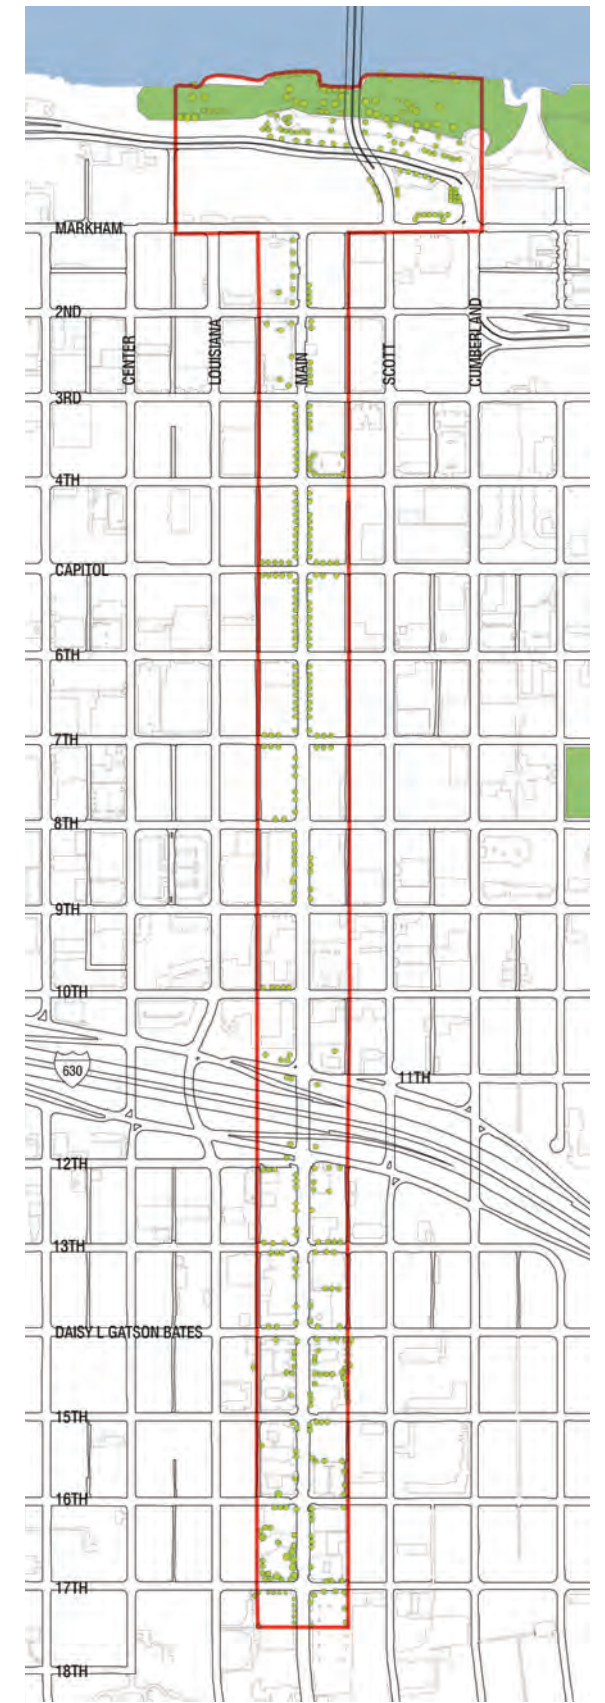 MARKHAM
2ND
CENTER
LOUISIANA
MAIN
SCOTT
CUMBERLAND
3RD
4TH
CAPITOL
6TH
7TH
8TH
9TH
10TH
630
11TH
12TH
13TH
DAISY L GATSON BATES
15TH
16TH
17TH
18TH